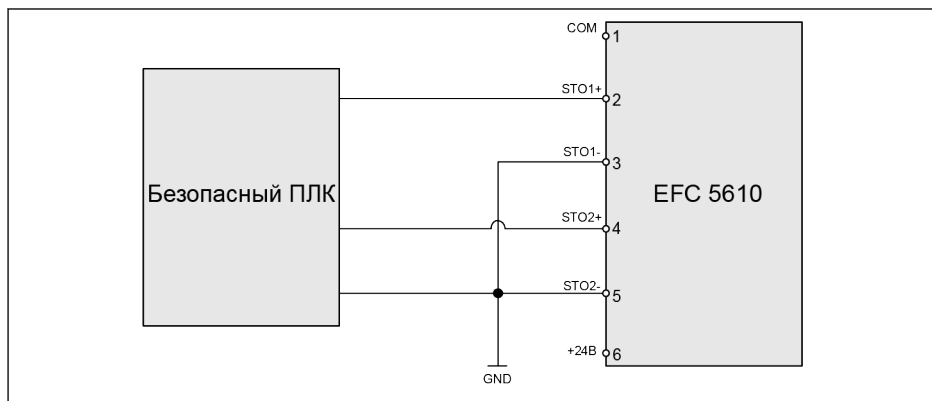 COM
1
STO1+
2
STO1-
3
Безопасный ПЛК
EFC 5610
STO2+
4
STO2-
5
+24В
6
GND